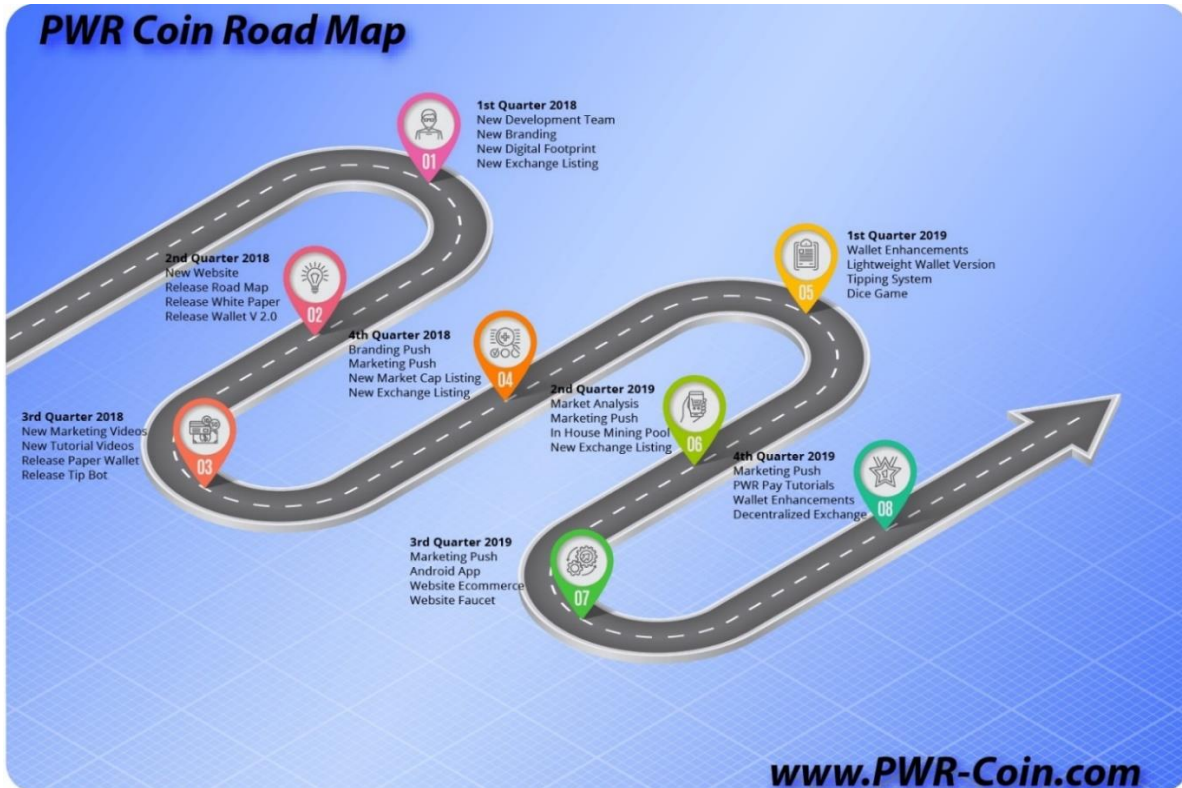 PWR Coin Road Map
1st Quarter 2018
New Development Team
New Branding
New Digital Footprint
New Exchange Listing
01
2nd Quarter 2018
New Website
Release Road Map
Release White Paper
Release Wallet V 2.0
02
3rd Quarter 2018
New Marketing Videos
New Tutorial Videos
Release Paper Wallet
Release Tip Bot
03
4th Quarter 2018
Branding Push
Marketing Push
New Market Cap Listing
New Exchange Listing
04
1st Quarter 2019
Wallet Enhancements
Lightweight Wallet Version
Tipping System
Dice Game
05
2nd Quarter 2019
Market Analysis
Marketing Push
In House Mining Pool
New Exchange Listing
06
3rd Quarter 2019
Marketing Push
Android App
Website Ecommerce
Website Faucet
07
4th Quarter 2019
Marketing Push
PWR Pay Tutorials
Wallet Enhancements
Decentralized Exchange
08
www.PWR-Coin.com